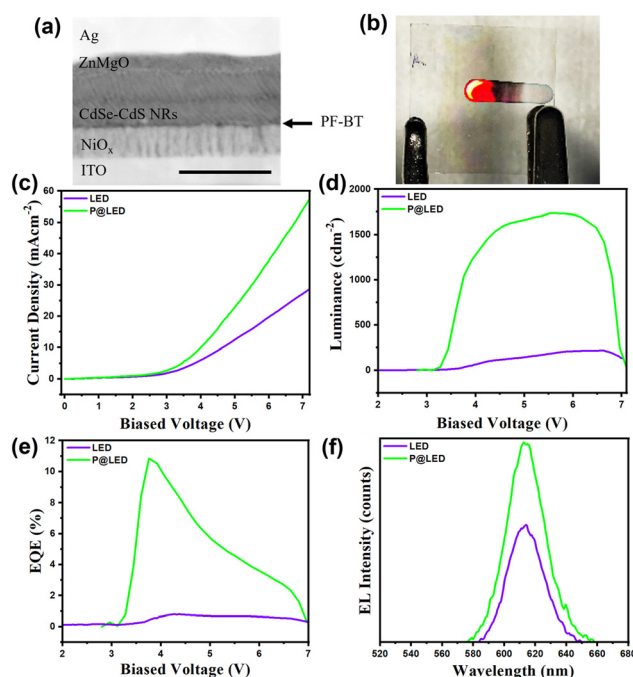 (a)
Ag
ZnMgO
CdSe-CdS NRs
PF-BT
NiOx
ITO
(b)
(c)
LED
P@LED
Current Density (mAcm-2)
60
50
40
30
20
10
0
0 1 2 3 4 5 6 7
Biased Voltage (V)
(d)
LED
P@LED
Luminance (cdm-2)
2000
1750
1500
1250
1000
750
500
250
0
2 3 4 5 6 7
Biased Voltage (V)
(e)
LED
P@LED
EQE (%)
12
10
8
6
4
2
0
2 3 4 5 6 7
Biased Voltage (V)
(f)
LED
P@LED
EL Intensity (counts)
520 540 560 580 600 620 640 660 680
Wavelength (nm)